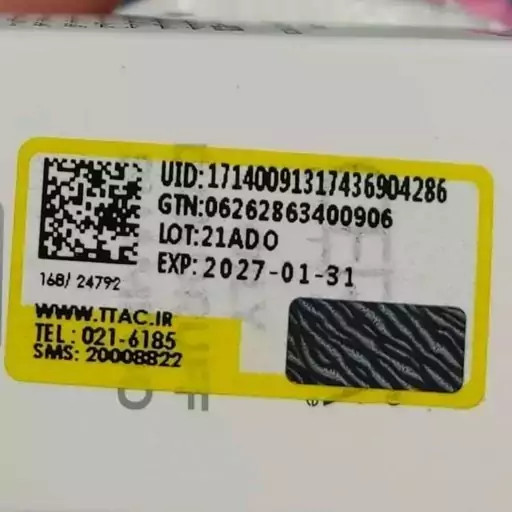 UID:17140091317436904286
GTN:06262863400906
LOT:21ADO
EXP:2027-01-31
168/ 24792
WWW.TTAC.IR
TEL: 021-6185
SMS: 20008822